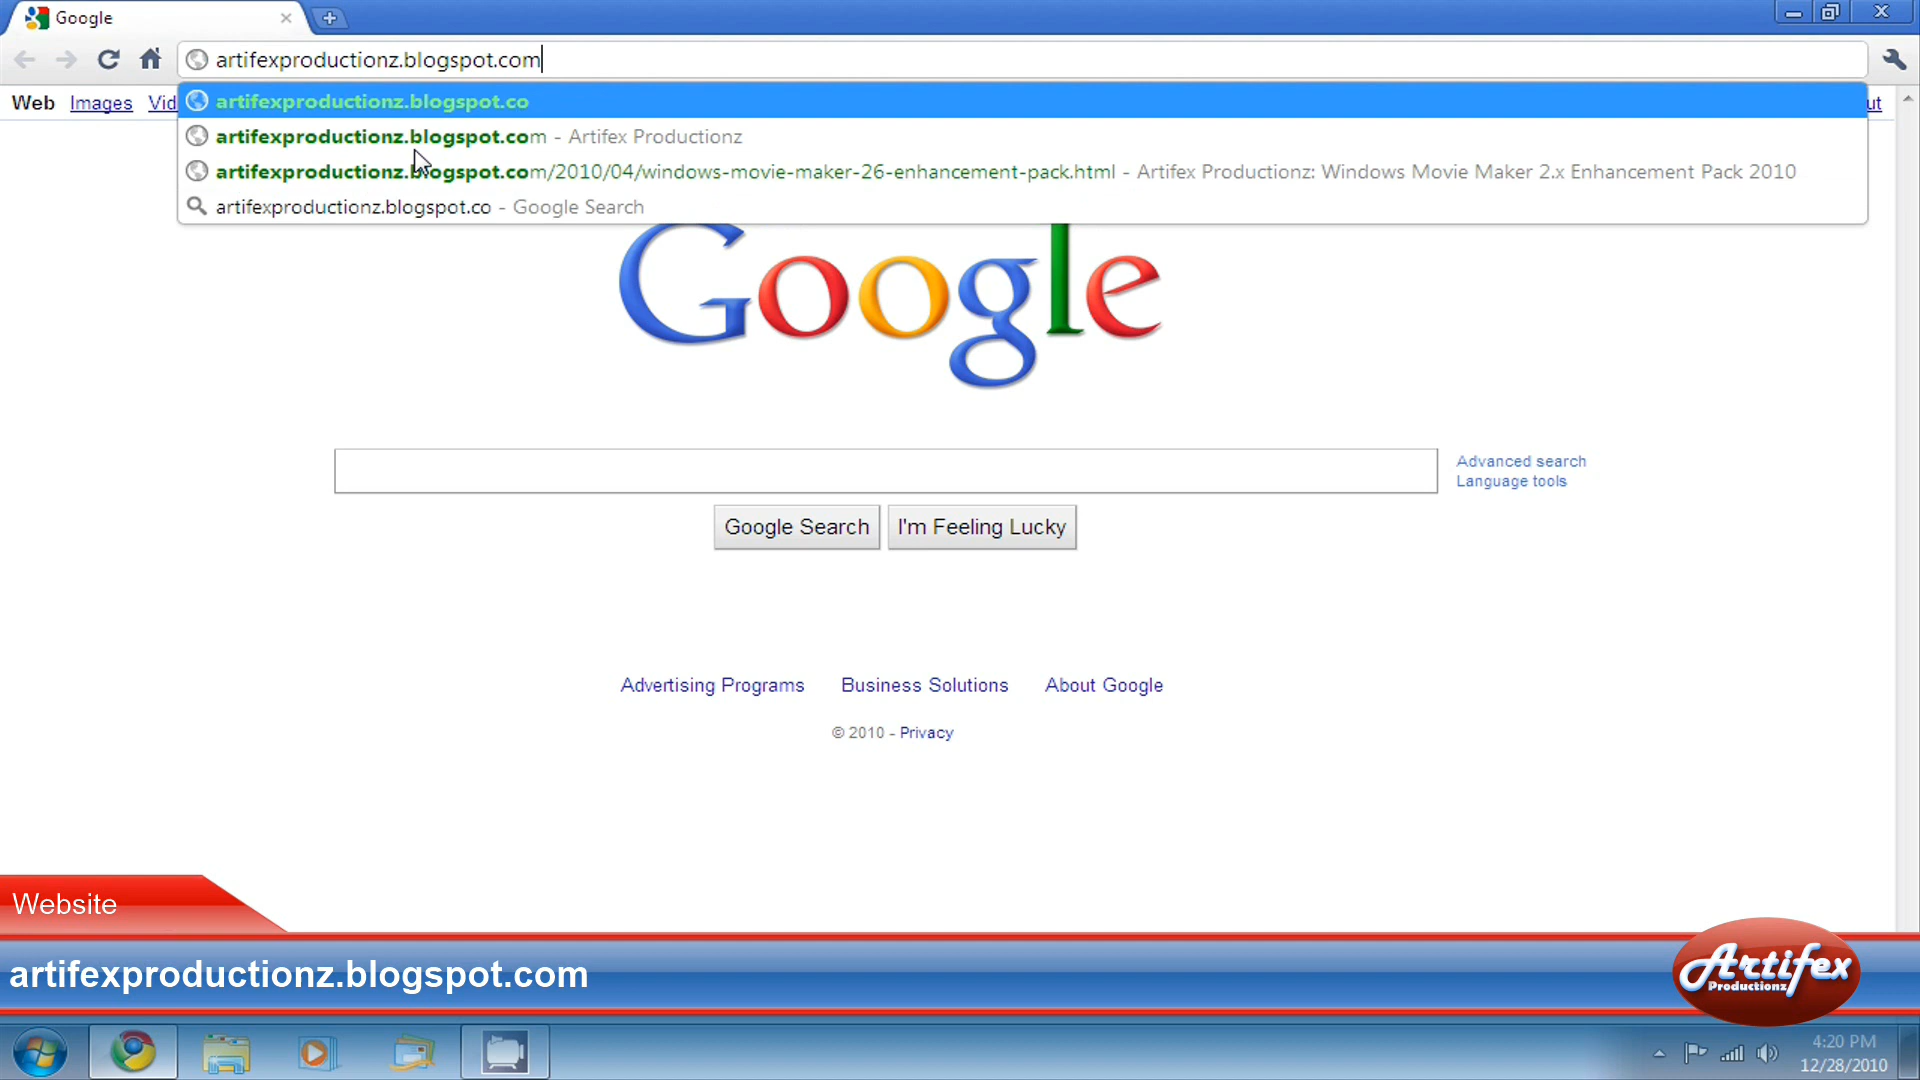 Google
artifexproductionz.blogspot.com
Web Images Vid ut
artifexproductionz.blogspot.co
artifexproductionz.blogspot.com - Artifex Productionz
artifexproductionz.blogspot.com/2010/04/windows-movie-maker-26-enhancement-pack.html - Artifex Productionz: Windows Movie Maker 2.x Enhancement Pack 2010
artifexproductionz.blogspot.co - Google Search
Google
Advanced search
Language tools
Google Search I'm Feeling Lucky
Advertising Programs Business Solutions About Google
© 2010 - Privacy
Website
artifexproductionz.blogspot.com
Artifex
Productionz
4:20 PM
12/28/2010